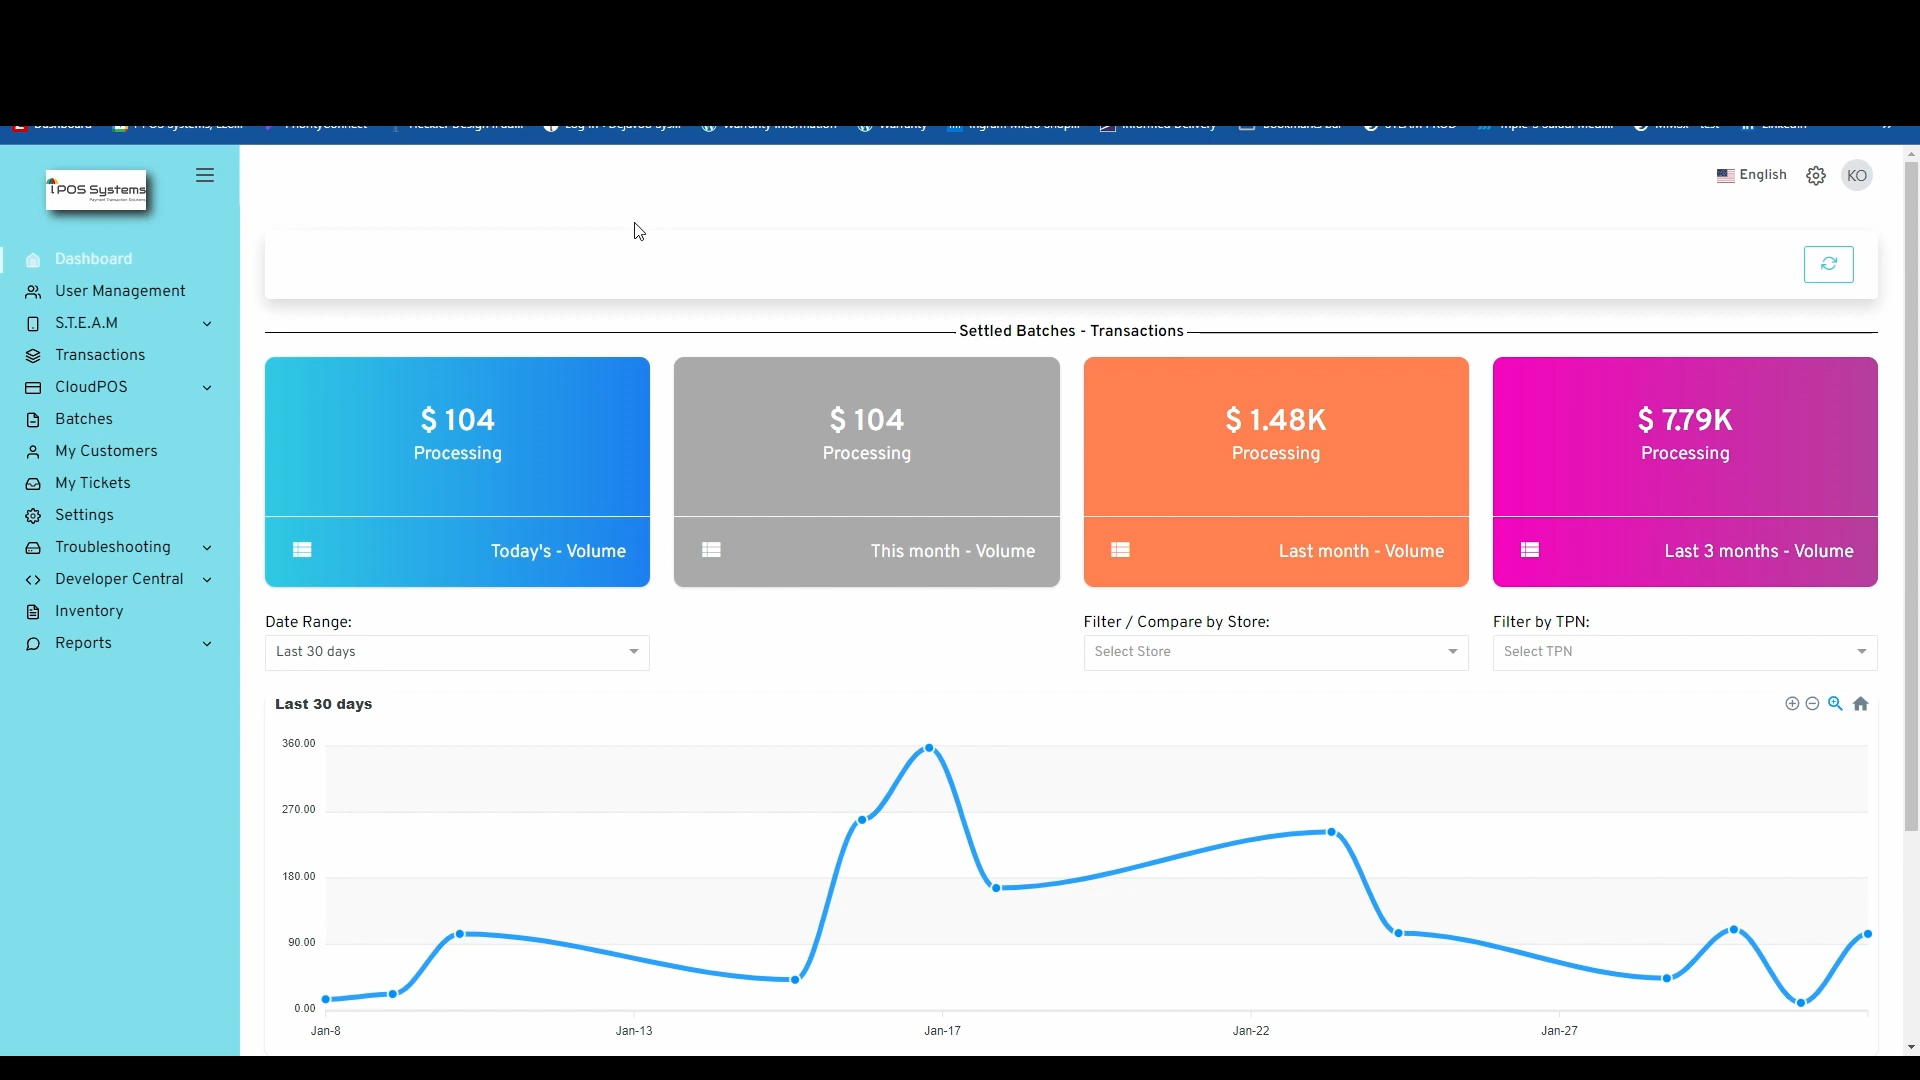 English
KO
iPOS Systems
Payment Transaction Solutions
Dashboard
User Management
S.T.E.A.M
Transactions
CloudPOS
Batches
My Customers
My Tickets
Settings
Troubleshooting
Developer Central
Inventory
Reports
Settled Batches - Transactions
$ 104
Processing
Today's - Volume
$ 104
Processing
This month - Volume
$ 1.48K
Processing
Last month - Volume
$ 7.79K
Processing
Last 3 months - Volume
Date Range:
Last 30 days
Filter / Compare by Store:
Select Store
Filter by TPN:
Select TPN
Last 30 days
360.00
270.00
180.00
90.00
0.00
Jan-8
Jan-13
Jan-17
Jan-22
Jan-27